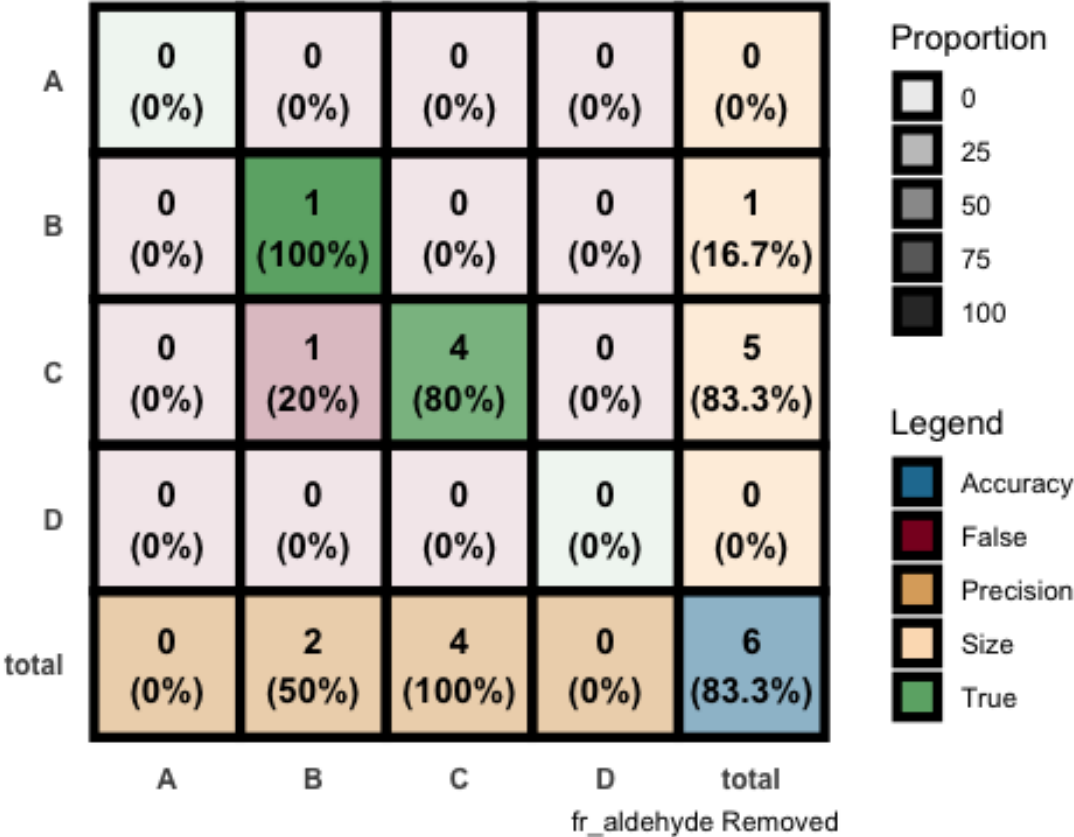 A
0 0 0 0 0
(0%) (0%) (0%) (0%) (0%)
B
0 1 0 0 1
(0%) (100%) (0%) (0%) (16.7%)
C
0 1 4 0 5
(0%) (20%) (80%) (0%) (83.3%)
D
0 0 0 0 0
(0%) (0%) (0%) (0%) (0%)
total
0 2 4 0 6
(0%) (50%) (100%) (0%) (83.3%)
A B C D total
fr_aldehyde Removed
Proportion
0
25
50
75
100
Legend
Accuracy
False
Precision
Size
True